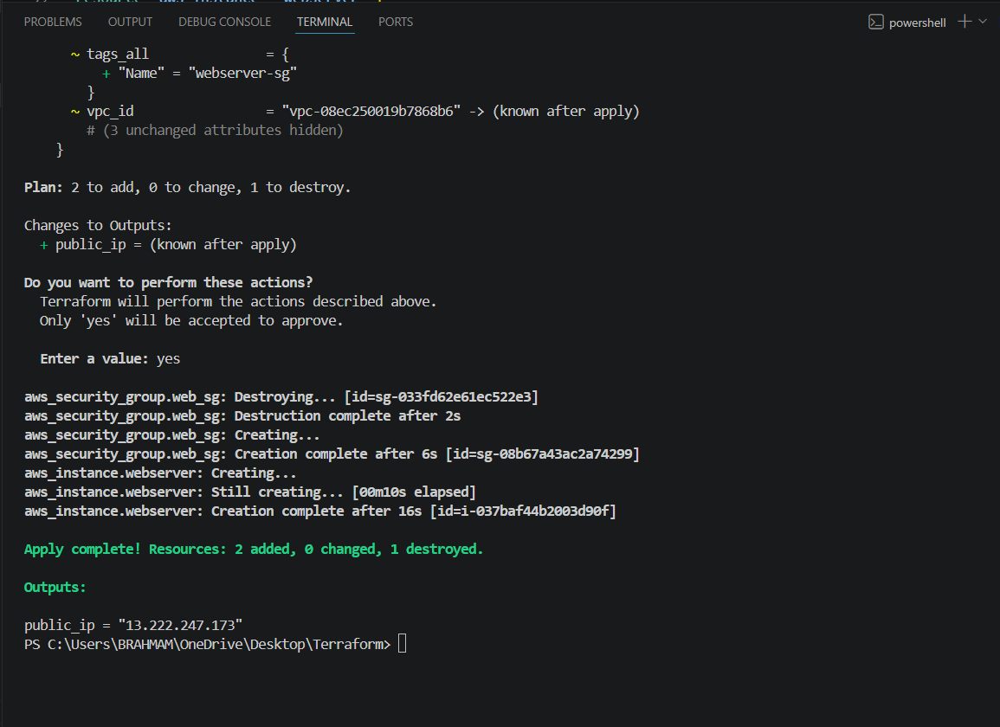 PROBLEMS OUTPUT DEBUG CONSOLE TERMINAL PORTS powershell
~ tags_all = {
+ "Name" = "webserver-sg"
}
~ vpc_id = "vpc-08ec250019b7868b6" -> (known after apply)
# (3 unchanged attributes hidden)
}
Plan: 2 to add, 0 to change, 1 to destroy.
Changes to Outputs:
+ public_ip = (known after apply)
Do you want to perform these actions?
Terraform will perform the actions described above.
Only 'yes' will be accepted to approve.
Enter a value: yes
aws_security_group.web_sg: Destroying... [id=sg-033fd62e61ec522e3]
aws_security_group.web_sg: Destruction complete after 2s
aws_security_group.web_sg: Creating...
aws_security_group.web_sg: Creation complete after 6s [id=sg-08b67a43ac2a74299]
aws_instance.webserver: Creating...
aws_instance.webserver: Still creating... [00m10s elapsed]
aws_instance.webserver: Creation complete after 16s [id=i-037baf44b2003d90f]
Apply complete! Resources: 2 added, 0 changed, 1 destroyed.
Outputs:
public_ip = "13.222.247.173"
PS C:\Users\BRAHMAM\OneDrive\Desktop\Terraform>